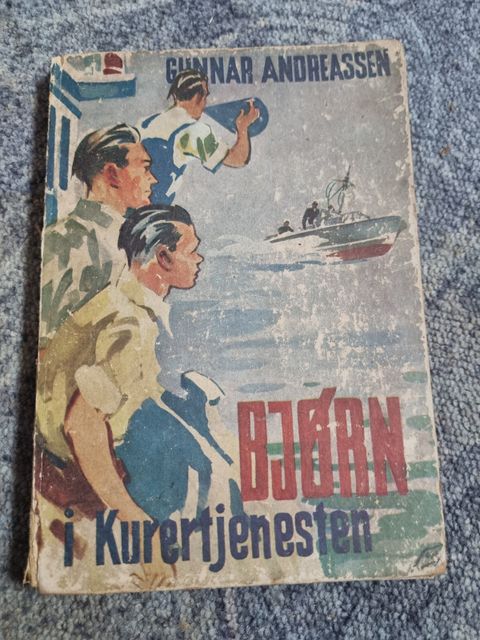 GUNNAR ANDREASSEN
BJØRN
i Kurertjenesten